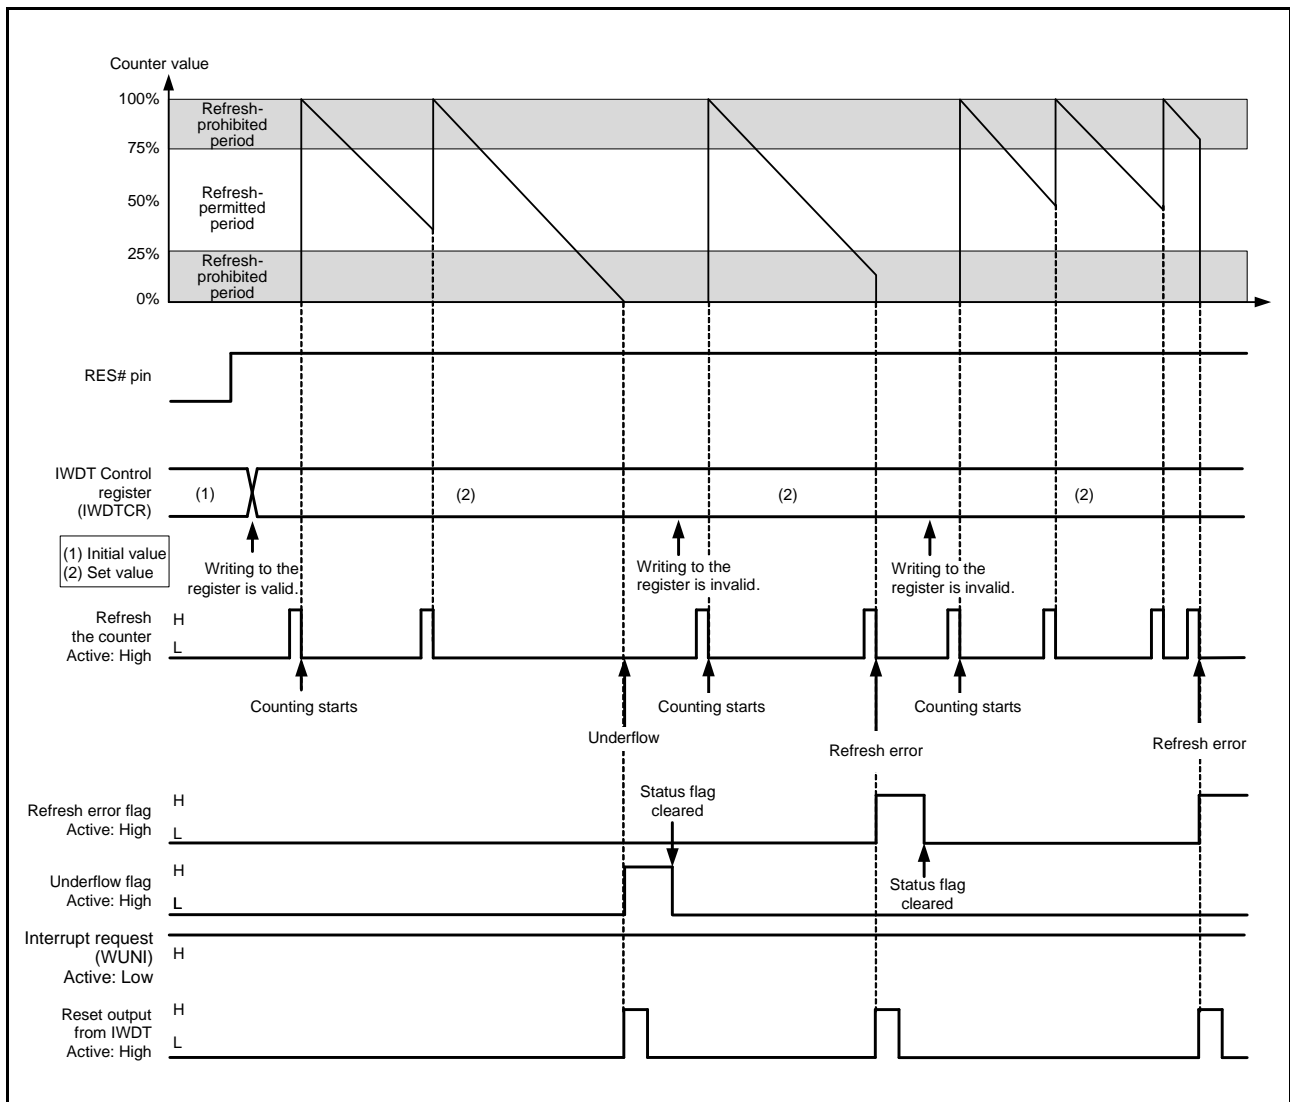 Counter value
100%
Refresh-
prohibited
period
75%
Refresh-
permitted
period
50%
25%
Refresh-
prohibited
period
0%
RES# pin
IWDT Control
register
(IWDTCR)
(1)
(2)
(2)
(2)
(1) Initial value
(2) Set value
Writing to the
register is valid.
Writing to the
register is invalid.
Writing to the
register is invalid.
Refresh
the counter
Active: High
H
L
Counting starts
Counting starts
Counting starts
Underflow
Refresh error
Refresh error
Status flag
cleared
Refresh error flag
Active: High
H
L
Status flag
cleared
Underflow flag
Active: High
H
L
Interrupt request
(WUNI)
Active: Low
H
Reset output
from IWDT
Active: High
H
L